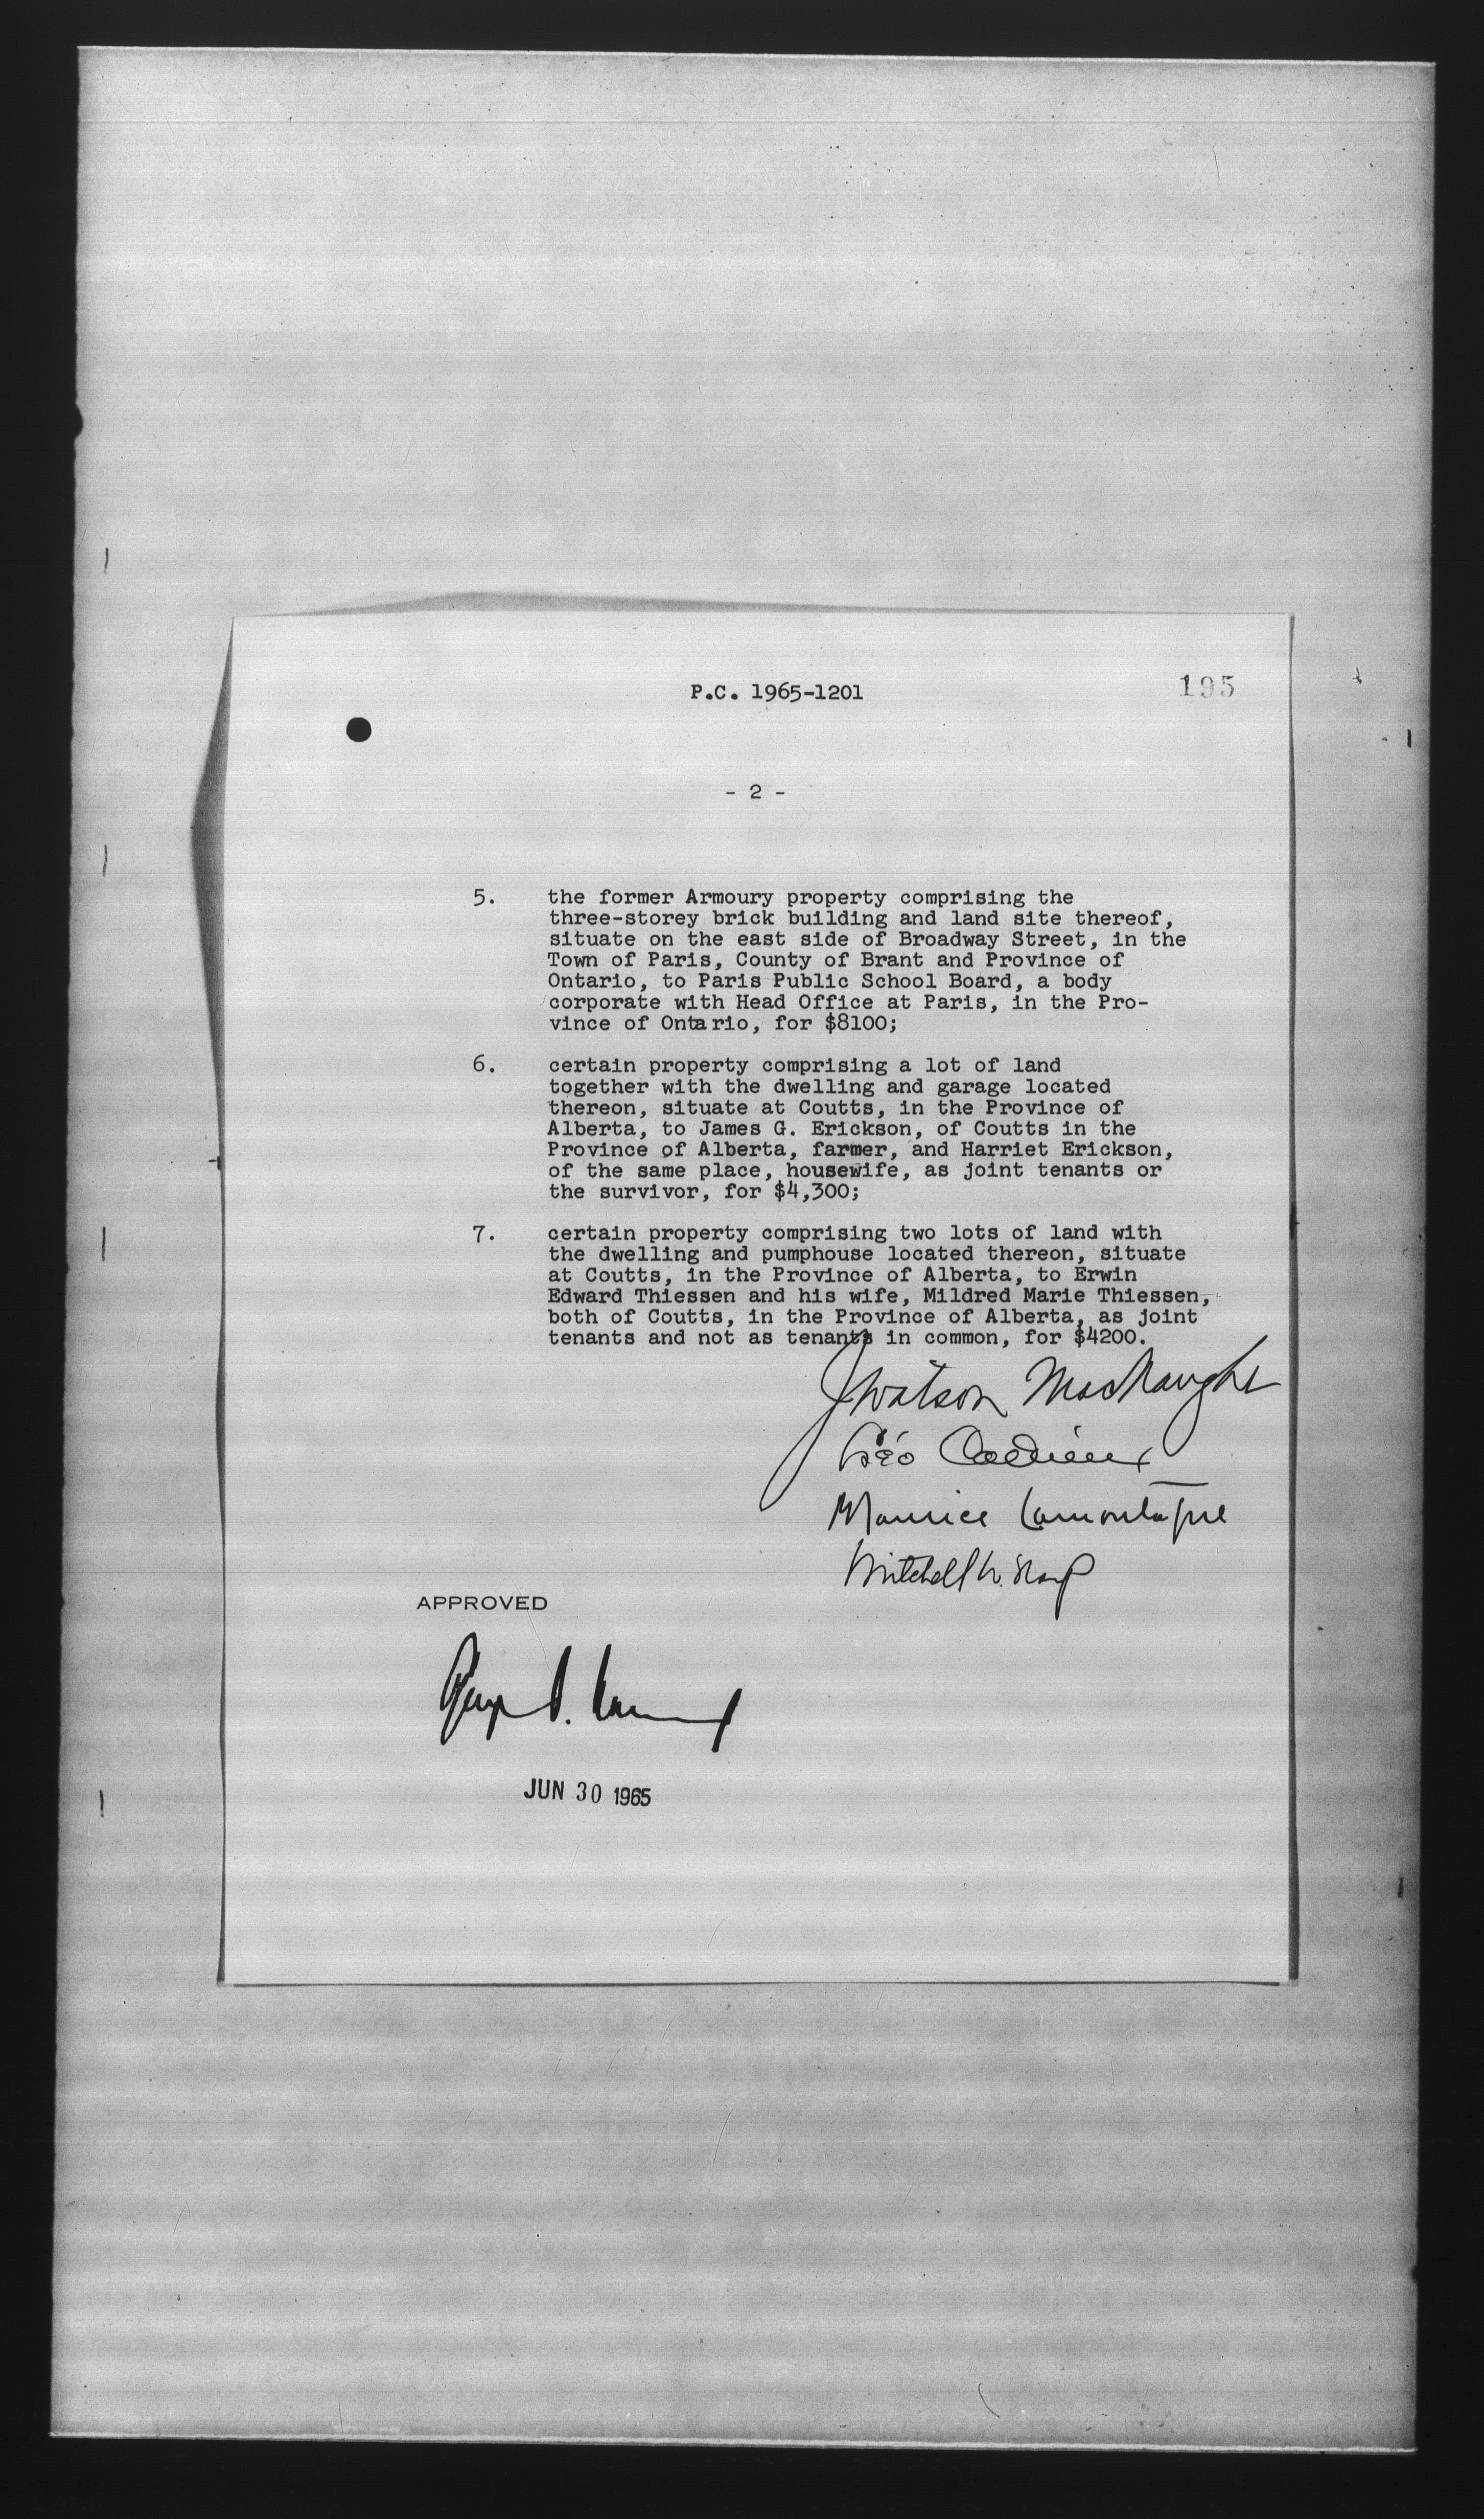 P.C. 1965-1201
195
- 2 -
5. the former Armoury property comprising the
three-storey brick building and land site thereof,
situate on the east side of Broadway Street, in the
Town of Paris, County of Brant and Province of
Ontario, to Paris Public School Board, a body
corporate with Head Office at Paris, in the Pro-
vince of Ontario, for $8100;
6. certain property comprising a lot of land
together with the dwelling and garage located
thereon, situate at Coutts, in the Province of
Alberta, to James G. Erickson, of Coutts in the
Province of Alberta, farmer, and Harriet Erickson,
of the same place, housewife, as joint tenants or
the survivor, for $4,300;
7. certain property comprising two lots of land with
the dwelling and pumphouse located thereon, situate
at Coutts, in the Province of Alberta, to Erwin
Edward Thiessen and his wife, Mildred Marie Thiessen,
both of Coutts, in the Province of Alberta, as joint
tenants and not as tenants in common, for $4200.
J Watson MacNaught
Léo Cadieux
Maurice Lamontagne
Mitchell W. Sharp
APPROVED
JUN 30 1965